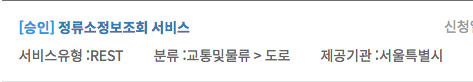 [승인] 정류소정보조회 서비스 신청
서비스유형 :REST 분류 :교통및물류 > 도로 제공기관 :서울특별시